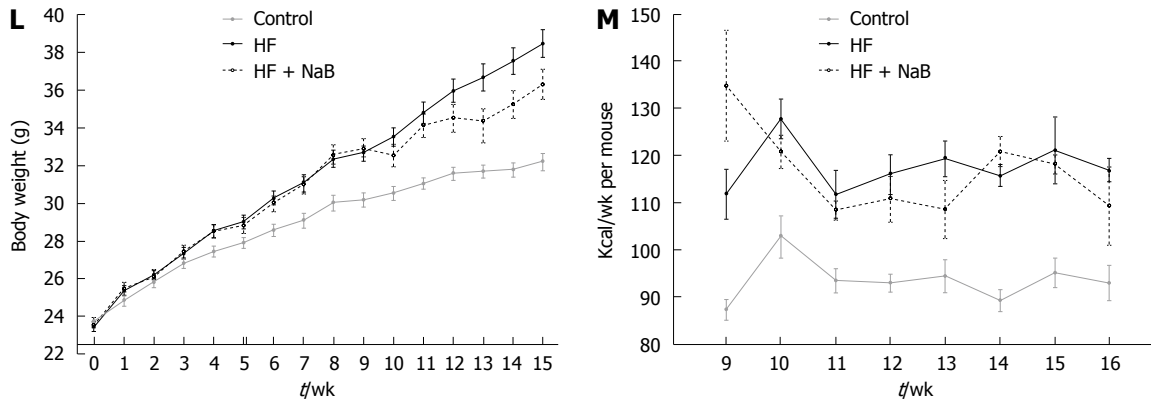 L
Control
HF
HF + NaB
Body weight (g)
40
38
36
34
32
30
28
26
24
22
0 1 2 3 4 5 6 7 8 9 10 11 12 13 14 15
t/wk
M
Control
HF
HF + NaB
Kcal/wk per mouse
150
140
130
120
110
100
90
80
9 10 11 12 13 14 15 16
t/wk